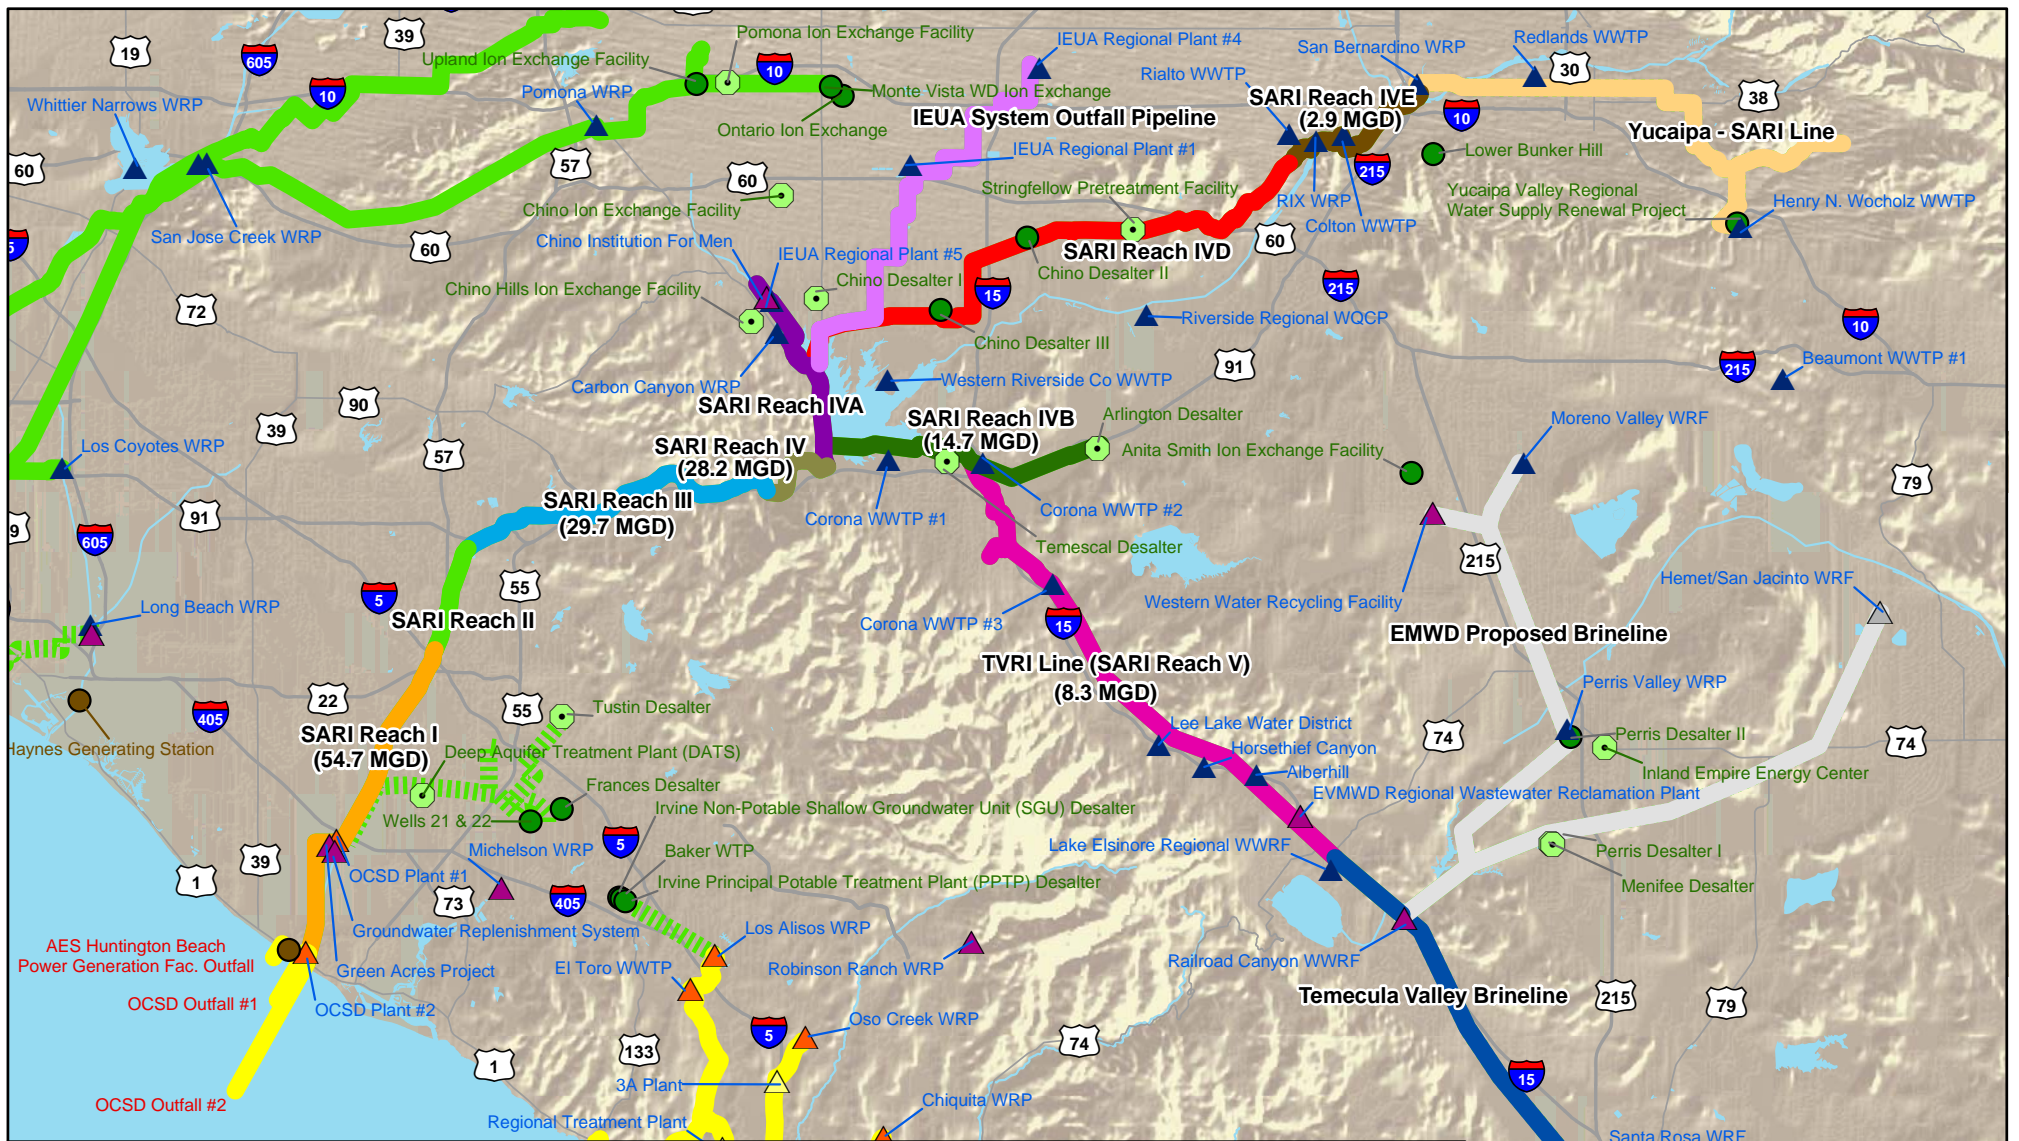 Pomona Ion Exchange Facility
IEUA Regional Plant #4
Redlands WWTP
San Bernardino WRP
19
39
605
Upland Ion Exchange Facility
10
30
Rialto WWTP
10
Pomona WRP
Monte Vista WD Ion Exchange
SARI Reach IVE
(2.9 MGD)
38
Whittier Narrows WRP
IEUA System Outfall Pipeline
10
Ontario Ion Exchange
Yucaipa - SARI Line
IEUA Regional Plant #1
Lower Bunker Hill
60
57
60
215
Stringfellow Pretreatment Facility
Yucaipa Valley Regional
Water Supply Renewal Project
RIX WRP
Henry N. Wocholz WWTP
Chino Ion Exchange Facility
Colton WWTP
San Jose Creek WRP
5
60
Chino Institution For Men
IEUA Regional Plant #5
SARI Reach IVD
60
Chino Desalter I
Chino Desalter II
Chino Hills Ion Exchange Facility
15
215
72
Riverside Regional WQCP
10
Chino Desalter III
Beaumont WWTP #1
91
215
Carbon Canyon WRP
Western Riverside Co WWTP
90
SARI Reach IVA
SARI Reach IVB
(14.7 MGD)
Arlington Desalter
Moreno Valley WRF
39
Los Coyotes WRP
57
SARI Reach IV
(28.2 MGD)
Anita Smith Ion Exchange Facility
79
SARI Reach III
(29.7 MGD)
Corona WWTP #1
Corona WWTP #2
91
9
605
Temescal Desalter
215
55
5
Hemet/San Jacinto WRF
Long Beach WRP
Western Water Recycling Facility
SARI Reach II
Corona WWTP #3
15
EMWD Proposed Brineline
TVRI Line (SARI Reach V)
(8.3 MGD)
Perris Valley WRP
22
405
55
Tustin Desalter
Lee Lake Water District
74
Perris Desalter II
74
SARI Reach I
(54.7 MGD)
Haynes Generating Station
Deep Aquifer Treatment Plant (DATS)
Horsethief Canyon
Alberhill
Inland Empire Energy Center
Frances Desalter
EVMWD Regional Wastewater Reclamation Plant
Irvine Non-Potable Shallow Groundwater Unit (SGU) Desalter
Wells 21 & 22
5
Michelson WRP
Baker WTP
Lake Elsinore Regional WWRF
Perris Desalter I
39
1
OCSD Plant #1
Irvine Principal Potable Treatment Plant (PPTP) Desalter
Menifee Desalter
73
405
Groundwater Replenishment System
Los Alisos WRP
AES Huntington Beach
Power Generation Fac. Outfall
Green Acres Project
El Toro WWTP
Robinson Ranch WRP
Railroad Canyon WWRF
OCSD Outfall #1
OCSD Plant #2
Temecula Valley Brineline
215
79
Oso Creek WRP
5
133
74
1
3A Plant
15
OCSD Outfall #2
Chiquita WRP
Regional Treatment Plant
Santa Rosa WRF